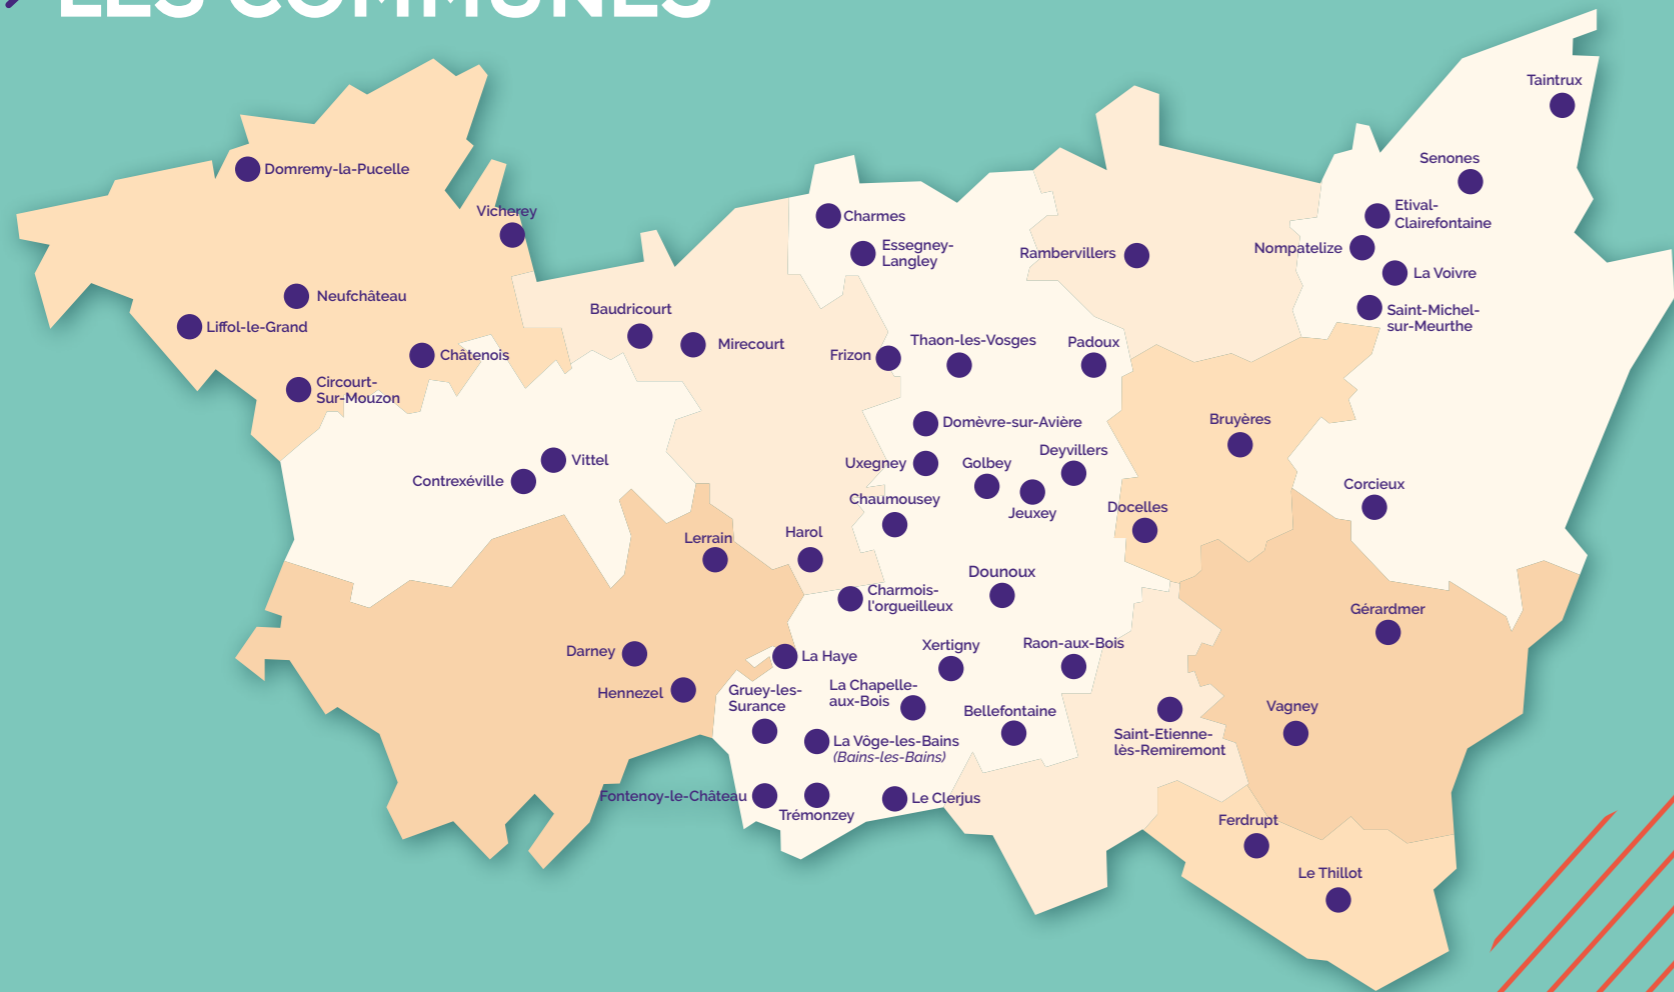 LES COMMUNES
Taintrux
Senones
Domremy-la-Pucelle
Etival-
Clairefontaine
Vicherey
Charmes
Essegney-
Langley
Rambervillers
Nompatelize
La Voivre
Neufchâteau
Baudricourt
Saint-Michel-
sur-Meurthe
Liffol-le-Grand
Mirecourt
Thaon-les-Vosges
Padoux
Châtenois
Frizon
Circourt-
Sur-Mouzon
Bruyères
Domèvre-sur-Avière
Deyvillers
Vittel
Uxegney
Golbey
Contrexéville
Corcieux
Chaumousey
Jeuxey
Docelles
Lerrain
Harol
Dounoux
Charmois-
l'orgueilleux
Gérardmer
Xertigny
Raon-aux-Bois
Darney
La Haye
Hennezel
Gruey-les-
Surance
La Chapelle-
aux-Bois
Bellefontaine
Vagney
Saint-Etienne-
lès-Remiremont
La Vôge-les-Bains
(Bains-les-Bains)
Fontenoy-le-Château
Trémonzey
Le Clerjus
Ferdrupt
Le Thillot